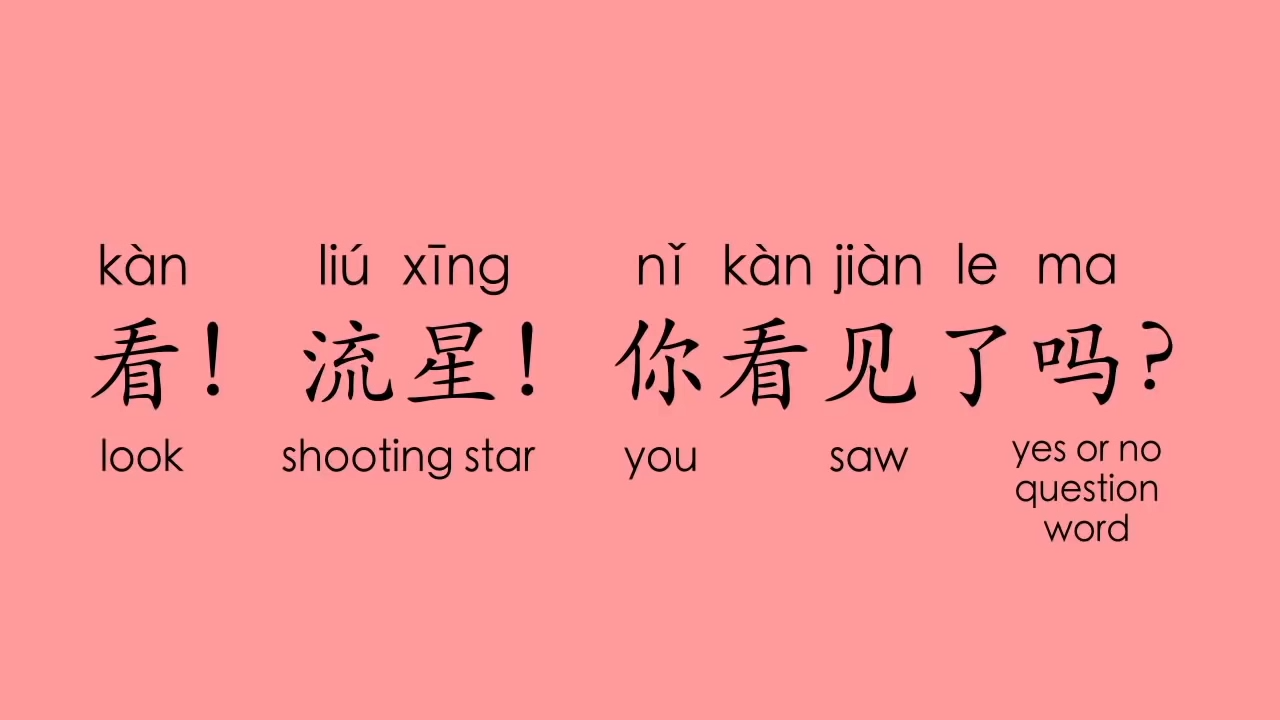 kàn liú xīng nǐ kàn jiàn le ma
看！流星！你看见了吗？
look shooting star you saw yes or no
question
word